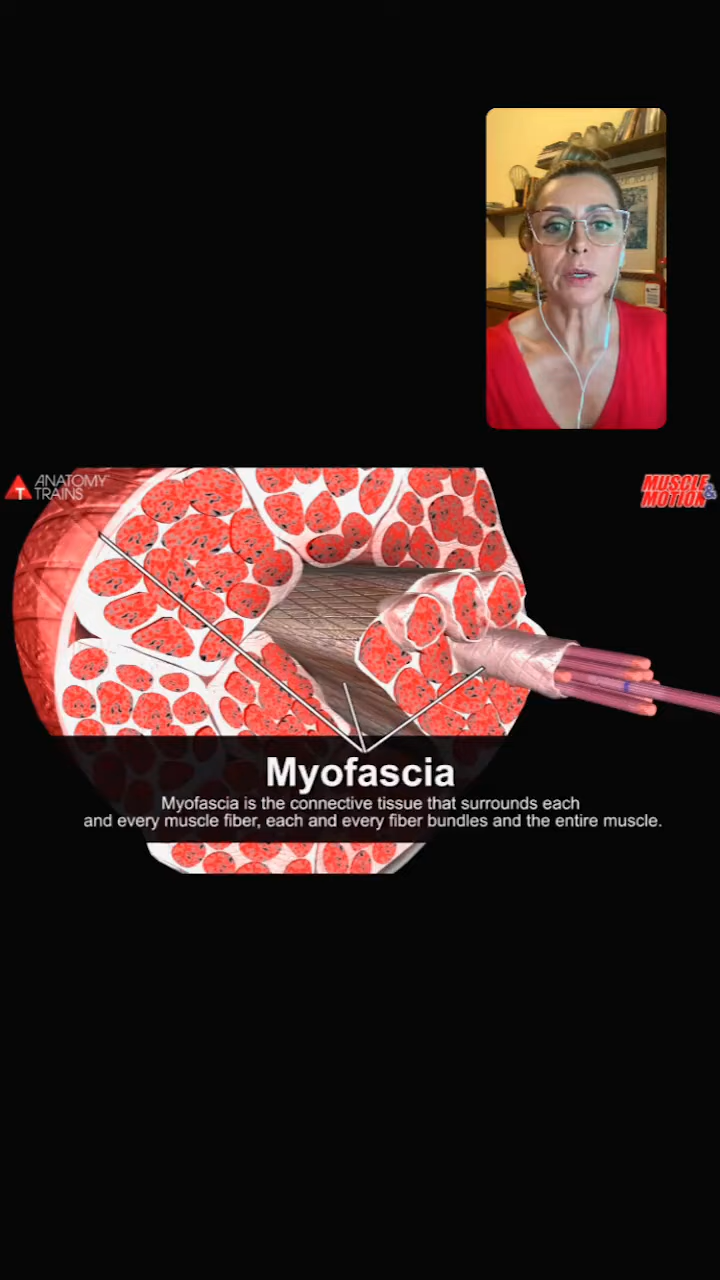 ANATOMY
TRAINS
MUSCLE
& MOTION
Myofascia
Myofascia is the connective tissue that surrounds each
and every muscle fiber, each and every fiber bundles and the entire muscle.